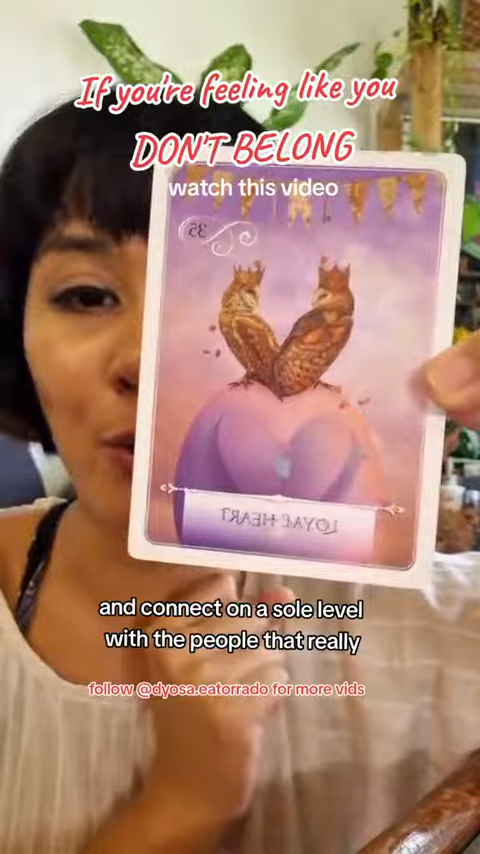 If you're feeling like you
DON'T BELONG
watch this video
35
LOYAL HEART
and connect on a sole level
with the people that really
follow @dyosa.eatorrado for more vids